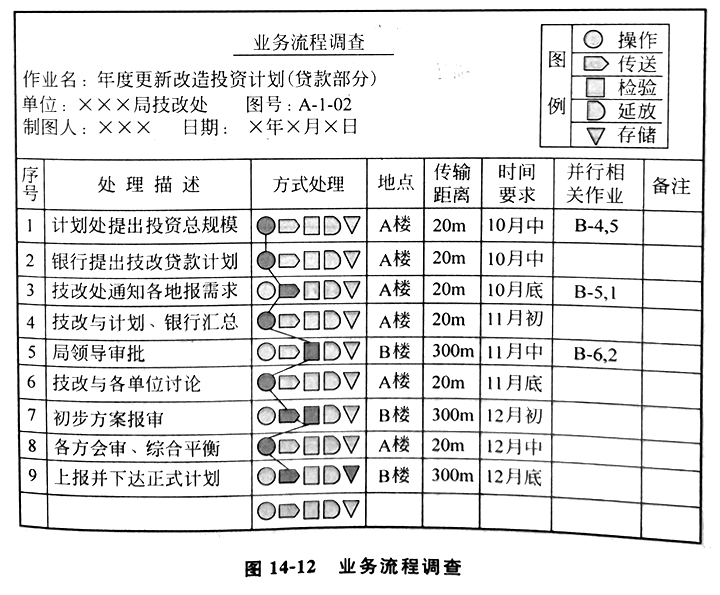 业务流程调查
作业名：年度更新改造投资计划(贷款部分)
单位：×××局技改处 图号：A-1-02
制图人：××× 日期：×年×月×日
图例
操作
传送
检验
延放
存储
序号 处理描述 方式处理 地点 传输距离 时间要求 并行相关作业 备注
1 计划处提出投资总规模 A楼 20m 10月中 B-4,5
2 银行提出技改贷款计划 A楼 20m 10月中
3 技改处通知各地报需求 A楼 20m 10月底 B-5,1
4 技改与计划、银行汇总 A楼 20m 11月初
5 局领导审批 B楼 300m 11月中 B-6,2
6 技改与各单位讨论 A楼 20m 11月底
7 初步方案报审 B楼 300m 12月初
8 各方会审、综合平衡 A楼 20m 12月中
9 上报并下达正式计划 B楼 300m 12月底
图 14-12 业务流程调查